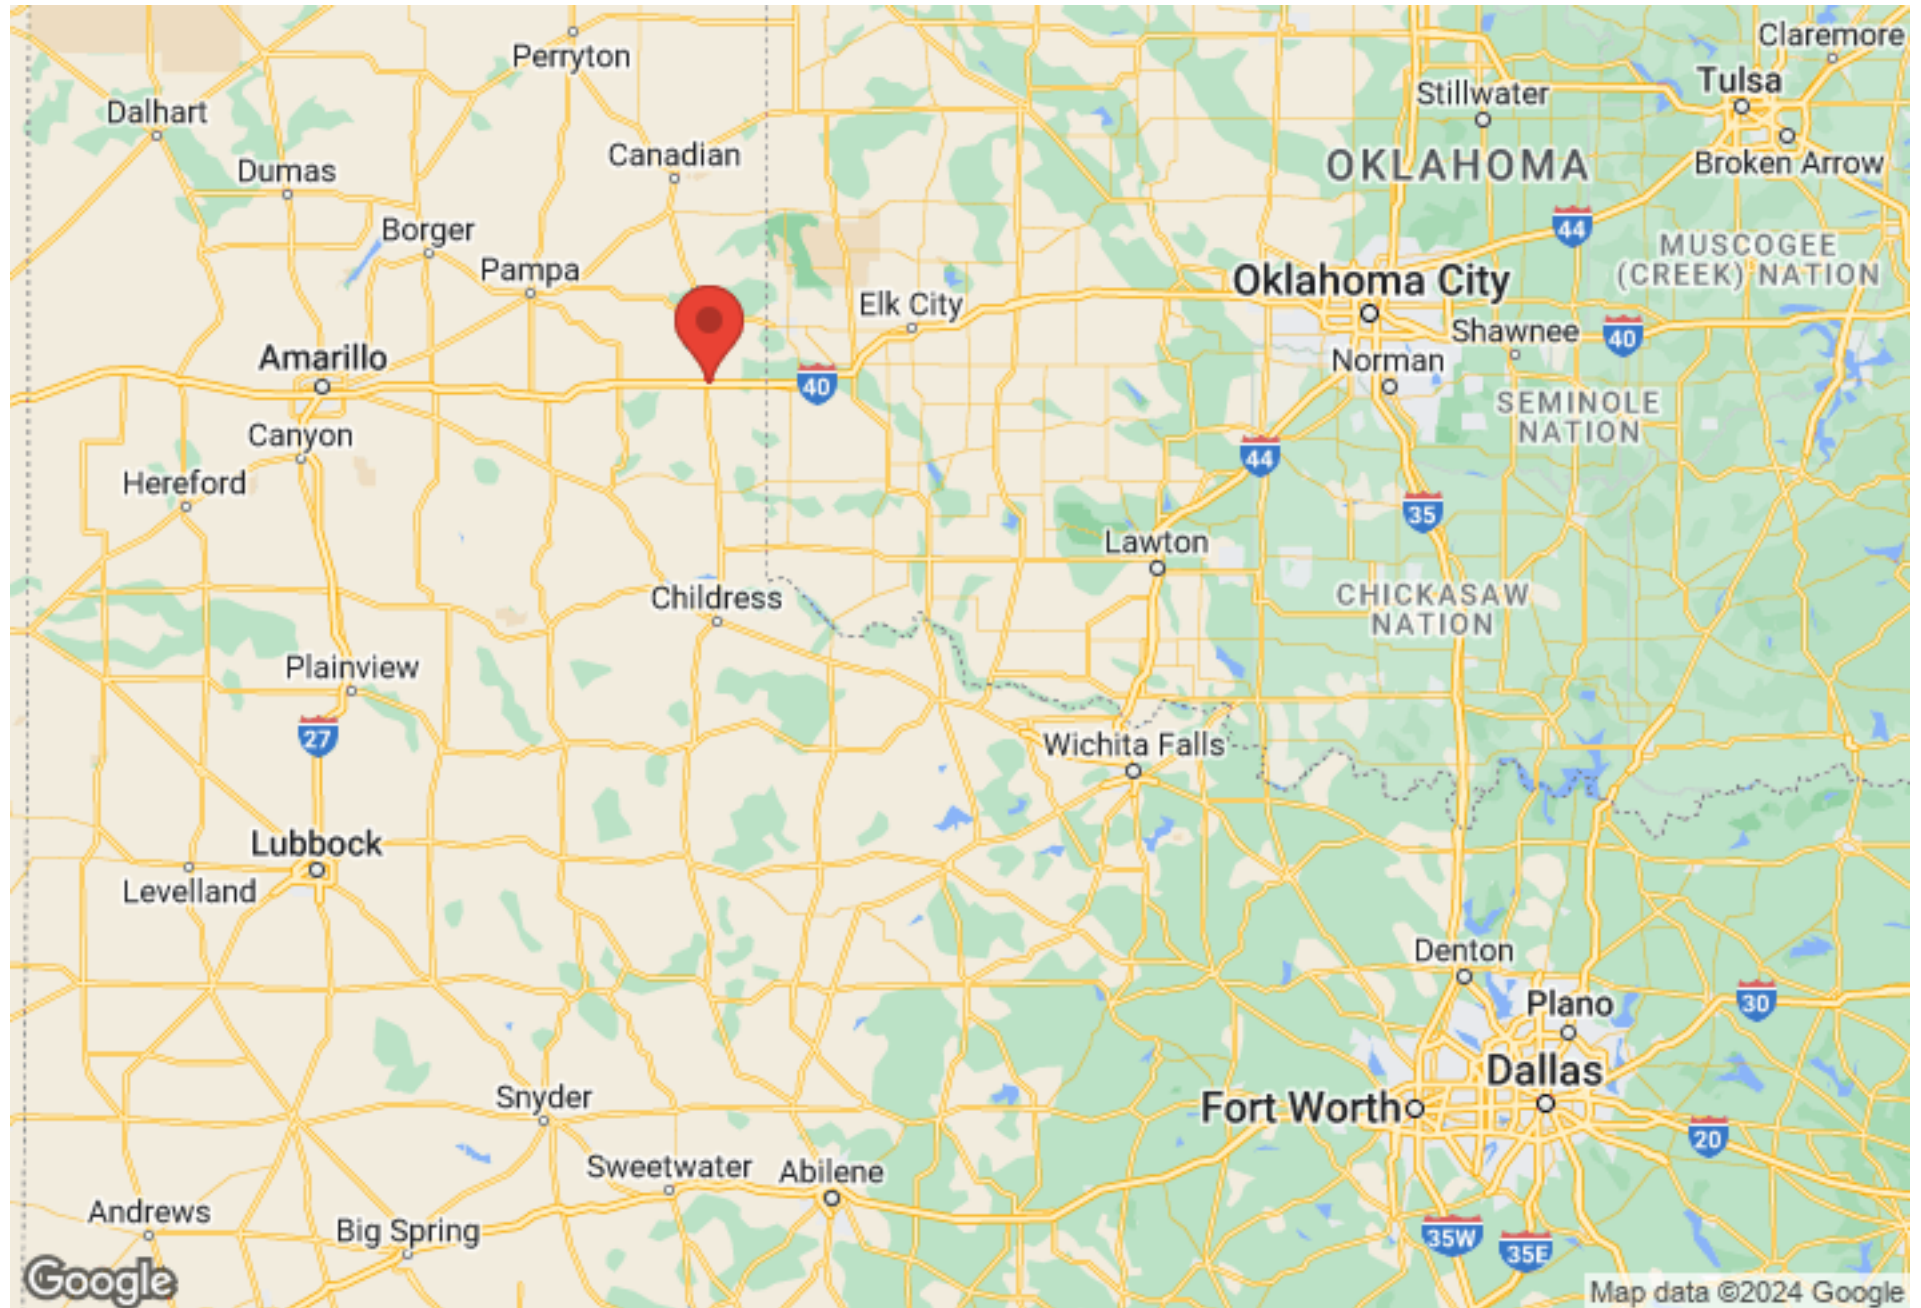 Perryton
Claremore
Tulsa
Stillwater
Dalhart
Canadian
OKLAHOMA
Broken Arrow
Dumas
Borger
44
MUSCOGEE
(CREEK) NATION
Pampa
Oklahoma City
Elk City
Shawnee
40
Amarillo
Norman
40
SEMINOLE
NATION
Canyon
44
Hereford
35
Lawton
Childress
CHICKASAW
NATION
Plainview
27
Wichita Falls
Lubbock
Levelland
Denton
Plano
30
Dallas
Fort Worth
Snyder
20
Sweetwater
Abilene
Andrews
Big Spring
35W
35E
Google
Map data ©2024 Google